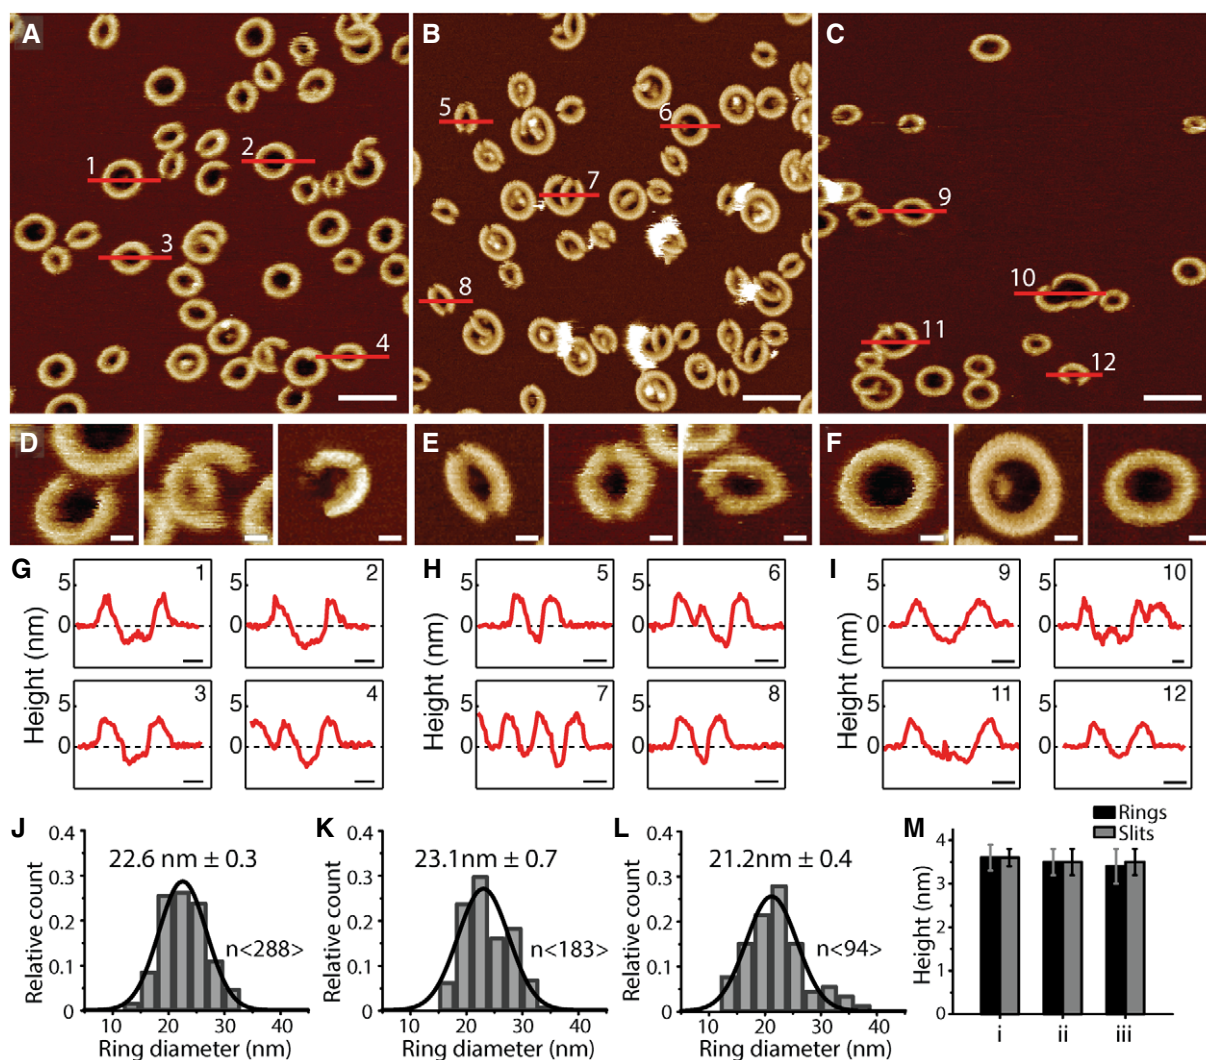 A
B
C
1
2
3
4
5
6
7
8
9
10
11
12
D
E
F
G
H
I
Height (nm)
5
0
1
5
0
2
5
0
3
5
0
4
Height (nm)
5
0
5
5
0
6
5
0
7
5
0
8
Height (nm)
5
0
9
5
0
10
5
0
11
5
0
12
J
Relative count
0.4
0.3
0.2
0.1
0
22.6 nm ± 0.3
n<288>
10 20 30 40
Ring diameter (nm)
K
Relative count
0.4
0.3
0.2
0.1
0
23.1nm ± 0.7
n<183>
10 20 30 40
Ring diameter (nm)
L
Relative count
0.4
0.3
0.2
0.1
0
21.2nm ± 0.4
n<94>
10 20 30 40
Ring diameter (nm)
M
Rings
Slits
Height (nm)
4
3
2
1
0
i ii iii